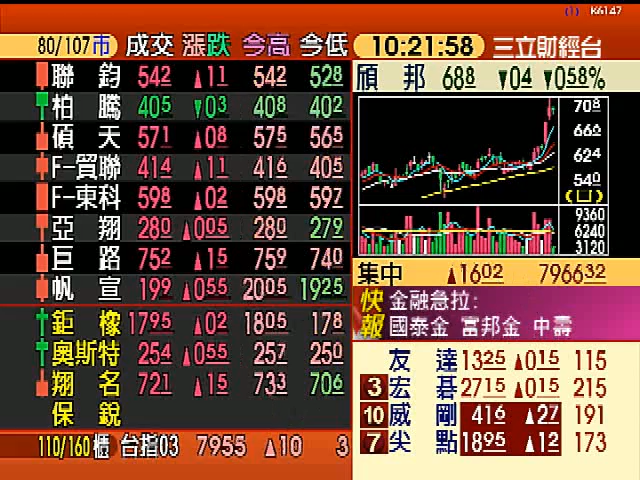 (1) K6147
80/107市 成交 漲跌 今高 今低
聯鈞 542 ▲11 542 528
柏騰 405 ▼03 408 402
碩天 571 ▲08 575 565
F-貿聯 414 ▲11 416 405
F-東科 598 ▲02 598 597
亞翔 280 ▲005 280 279
巨路 752 ▲15 759 740
帆宣 199 ▲055 2005 1925
鉅橡 1795 ▲02 1805 178
奧斯特 254 ▲055 257 250
翔名 721 ▲15 733 706
保銳
110/160櫃 台指03 7955 ▲10 3
10:21:58 三立財經台
頎邦 688 ▼04 ▼058%
708
666
624
540
(日)
9360
6240
3120
集中 ▲1602 796632
快報 金融急拉:
國泰金 富邦金 中壽
友達 1325 ▲015 115
3 宏碁 2715 ▲015 215
10 威剛 416 ▲27 191
7 尖點 1895 ▲12 173